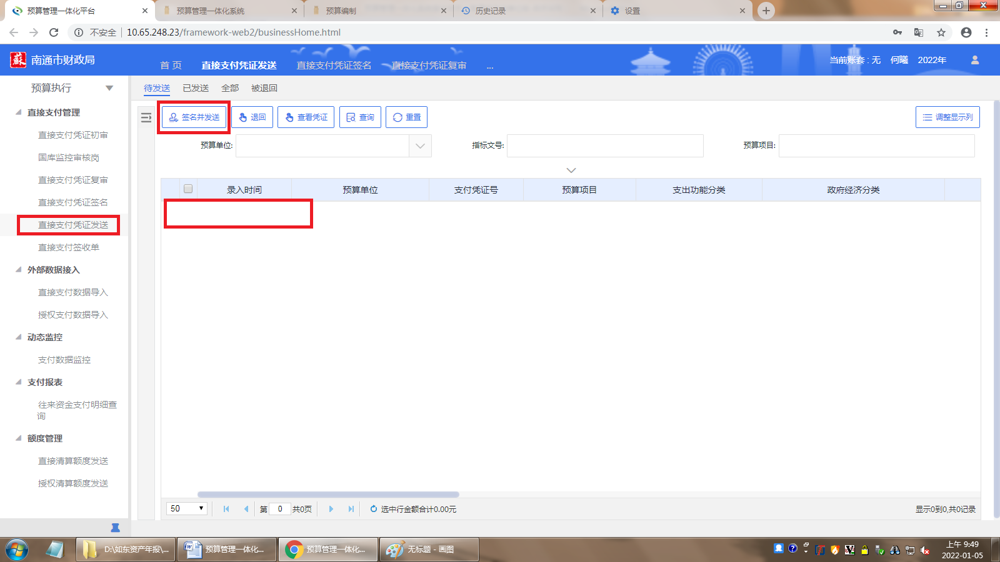 预算管理一体化平台
预算管理一体化系统
预算编制
历史记录
设置
不安全
10.65.248.23/framework-web2/businessHome.html
蘇
南通市财政局
首 页
直接支付凭证发送
直接支付凭证签名
直接支付凭证复审
...
当前账套 : 无
何曦
2022年
预算执行
待发送
已发送
全部
被退回
直接支付管理
直接支付凭证初审
国库监控审核岗
直接支付凭证复审
直接支付凭证签名
直接支付凭证发送
直接支付签收单
外部数据接入
直接支付数据导入
授权支付数据导入
动态监控
支付数据监控
支付报表
往来资金支付明细查
询
额度管理
直接清算额度发送
授权清算额度发送
签名并发送
退回
查看凭证
查询
重置
调整显示列
预算单位:
指标文号:
预算项目:
录入时间
预算单位
支付凭证号
预算项目
支出功能分类
政府经济分类
50
第 0 共0页
选中行金额合计0.00元
显示0到0,共0记录
D:\如东资产年报\...
预算管理一体化...
预算管理一体化...
无标题 - 画图
上午 9:49
2022-01-05